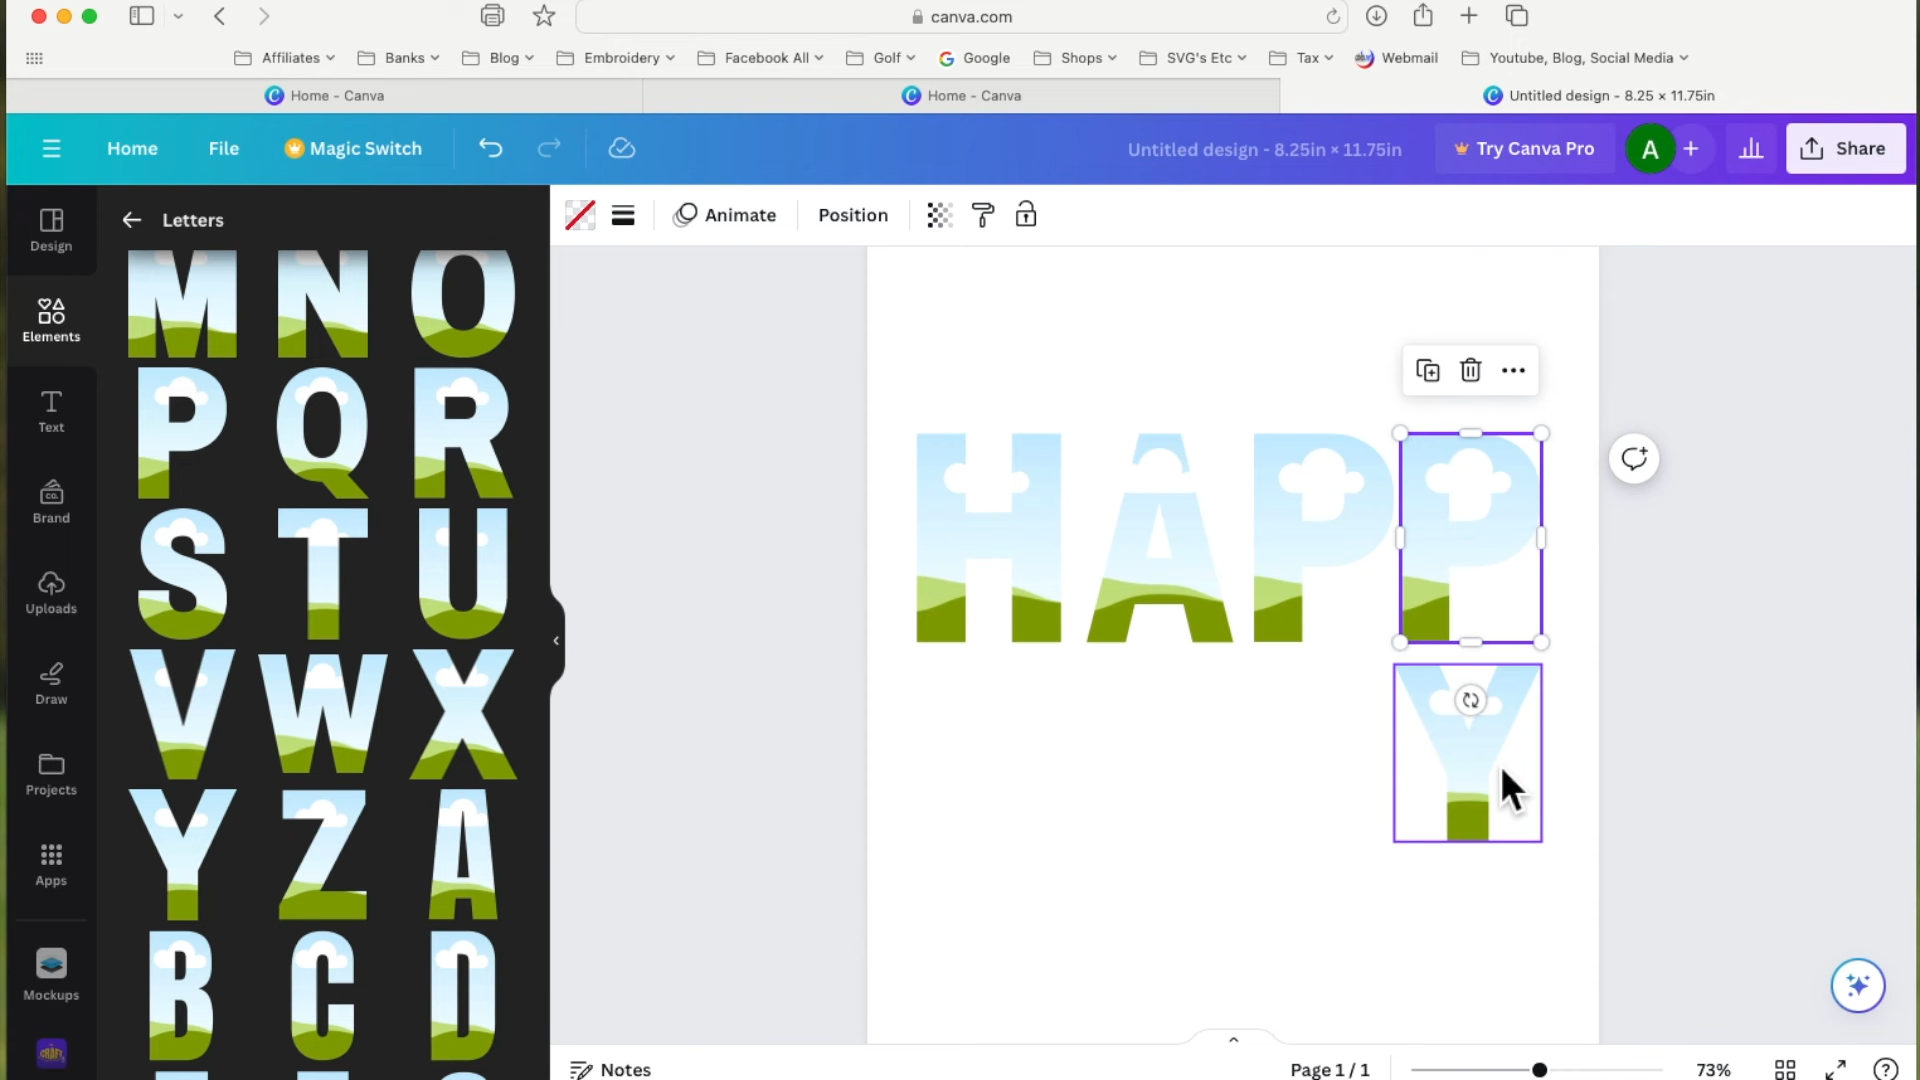 canva.com
Affiliates
Banks
Blog
Embroidery
Facebook All
Golf
Google
Shops
SVG's Etc
Tax
Webmail
Youtube, Blog, Social Media
Home - Canva
Home - Canva
Untitled design - 8.25 × 11.75in
Home
File
Magic Switch
Untitled design - 8.25in × 11.75in
Try Canva Pro
A
Share
Design
Elements
Text
Brand
Uploads
Draw
Projects
Apps
Mockups
CRAFT
Letters
M N O
P Q R
S T U
V W X
Y Z A
B C D
Animate
Position
HAPP
Y
Notes
Page 1 / 1
73%